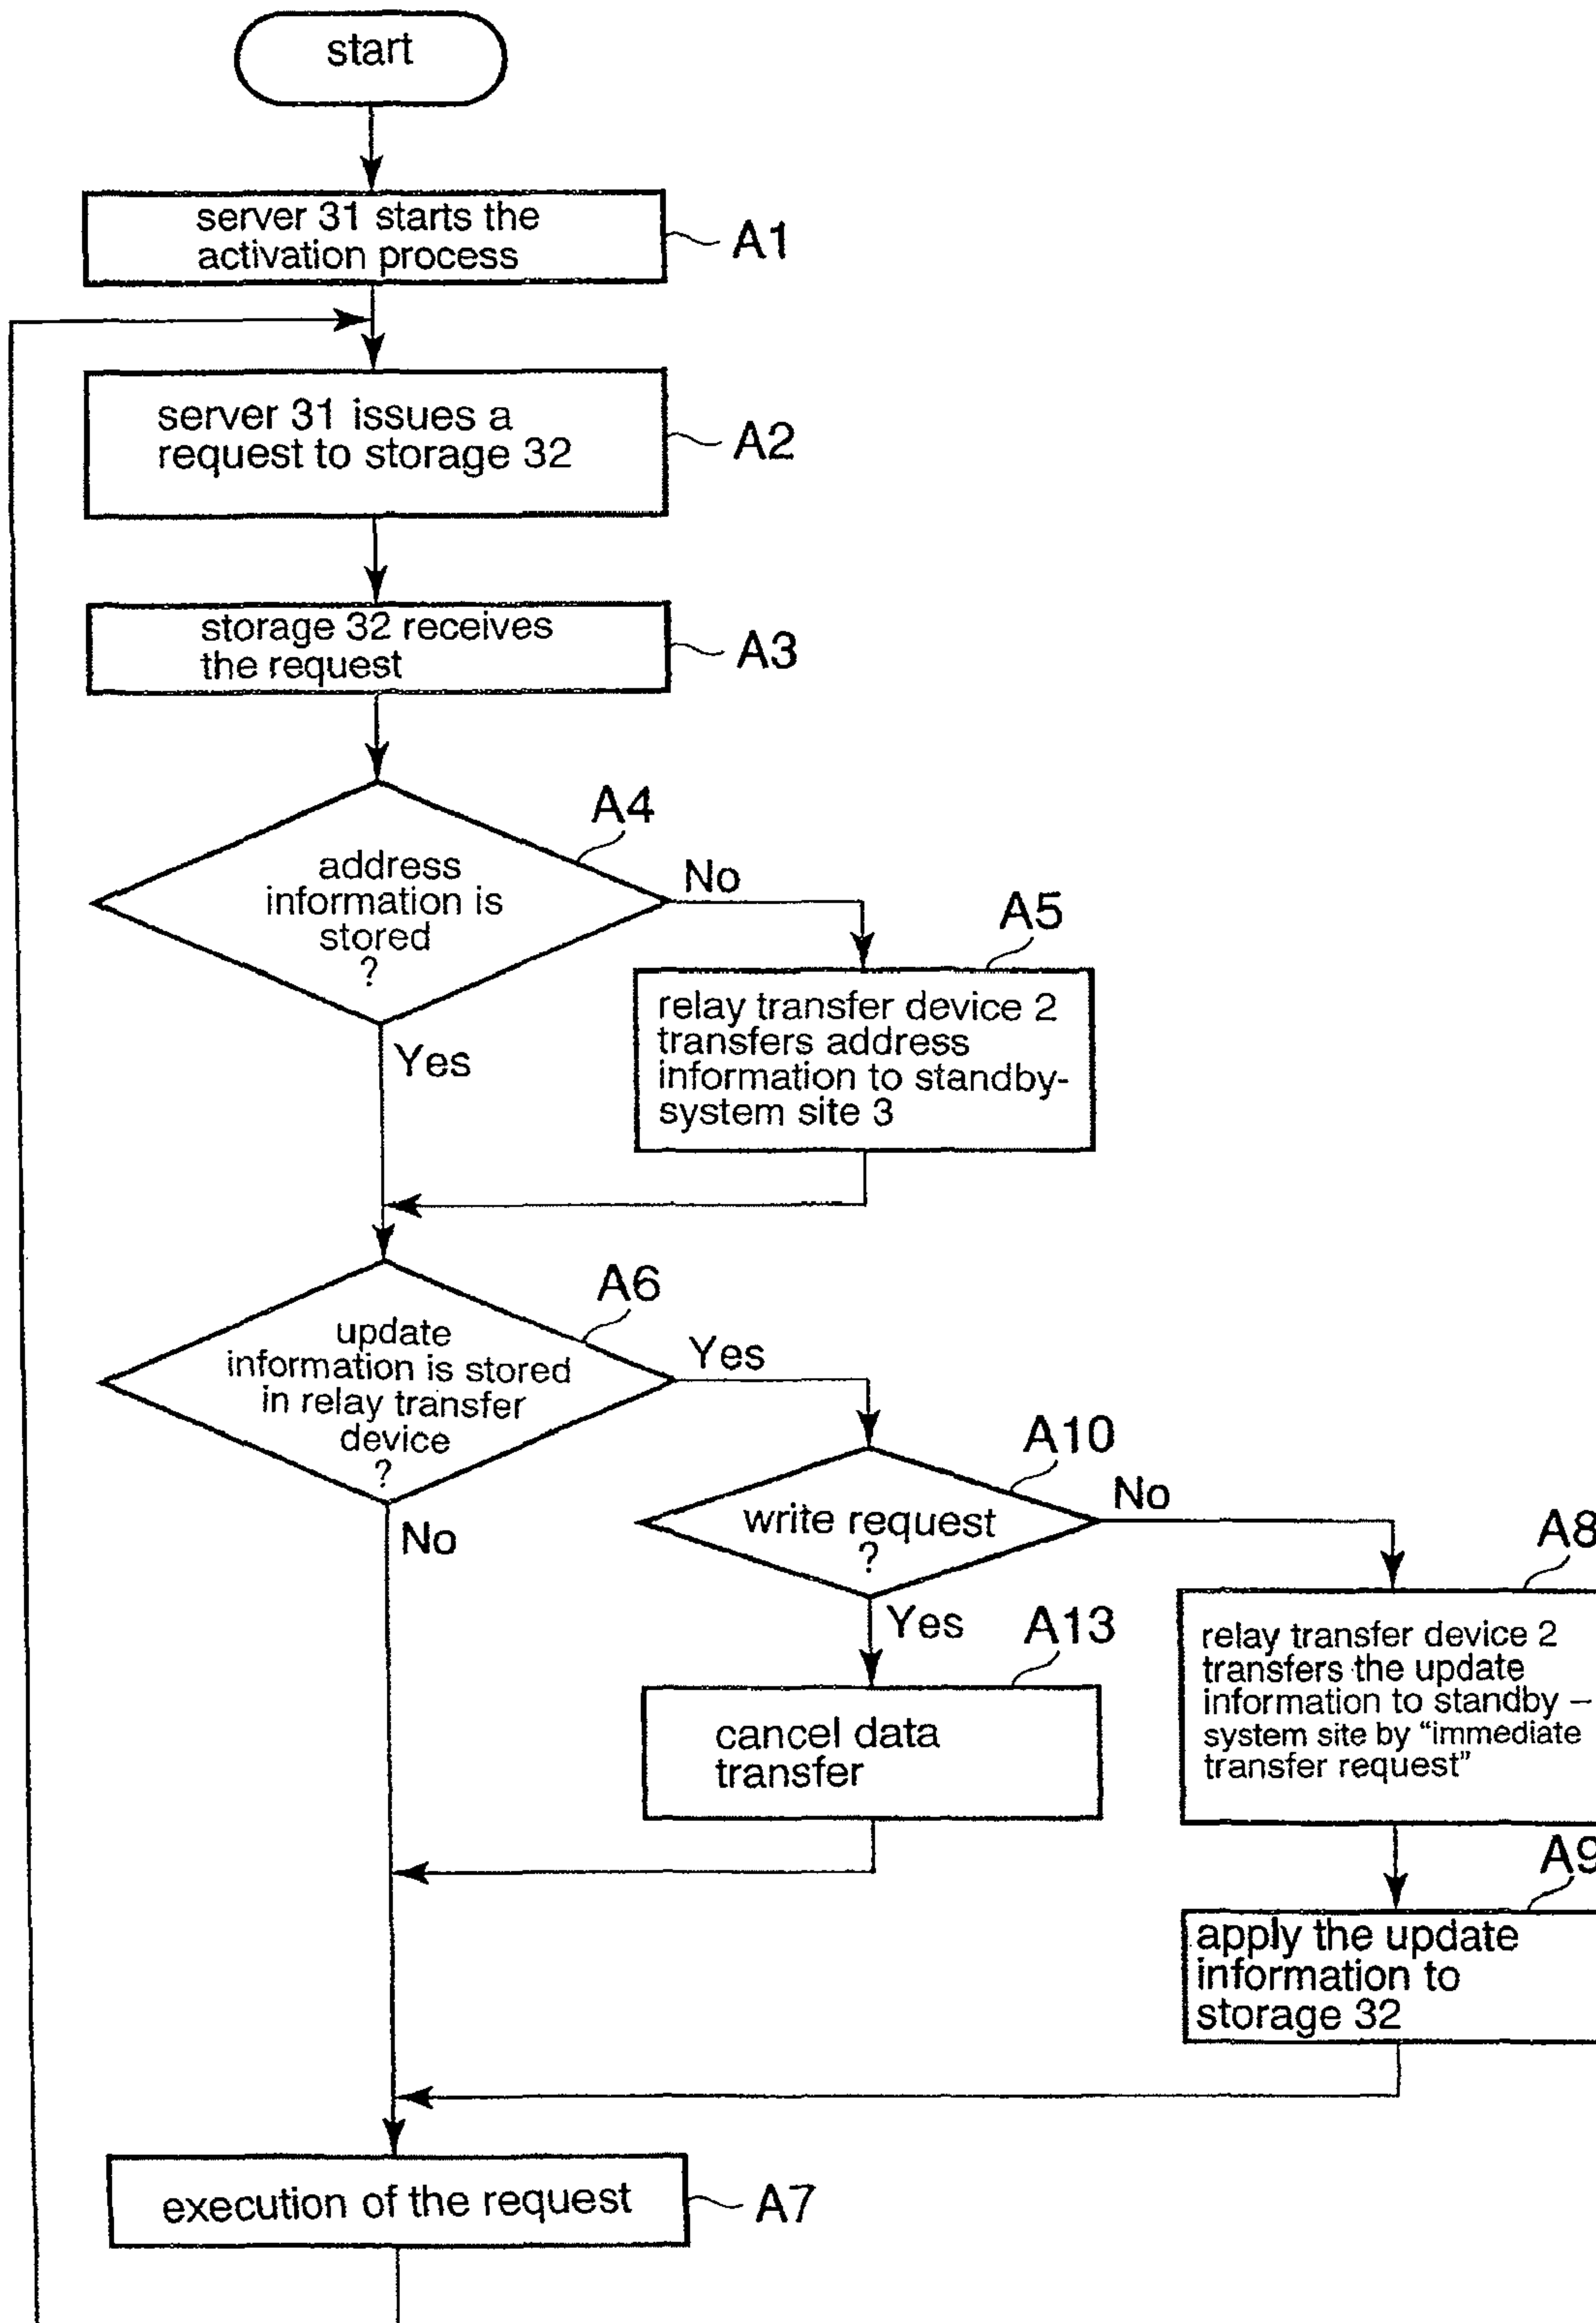 start
server 31 starts the
activation process
A1
server 31 issues a
request to storage 32
A2
storage 32 receives
the request
A3
A4
address
information is
stored
?
No
Yes
A5
relay transfer device 2
transfers address
information to standby-
system site 3
A6
update
information is stored
in relay transfer
device
?
Yes
No
A10
write request
?
No
Yes
A8
relay transfer device 2
transfers the update
information to standby –
system site by “immediate
transfer request”
A13
cancel data
transfer
A9
apply the update
information to
storage 32
execution of the request
A7